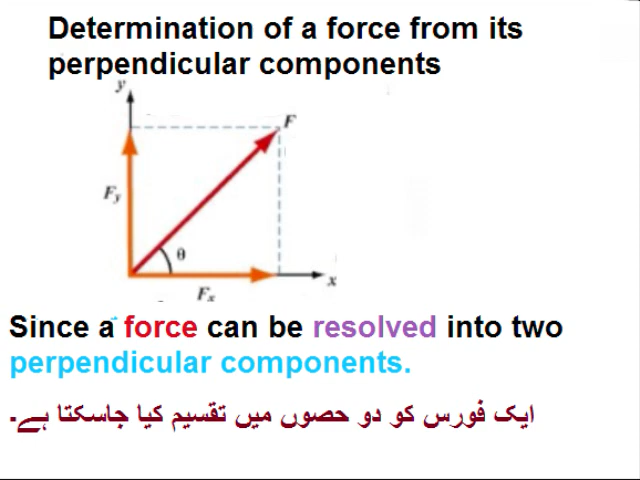 Determination of a force from its
perpendicular components
y
F
Fy
θ
x
Fx
Since a force can be resolved into two
perpendicular components.
ایک فورس کو دو حصوں میں تقسیم کیا جاسکتا ہے۔